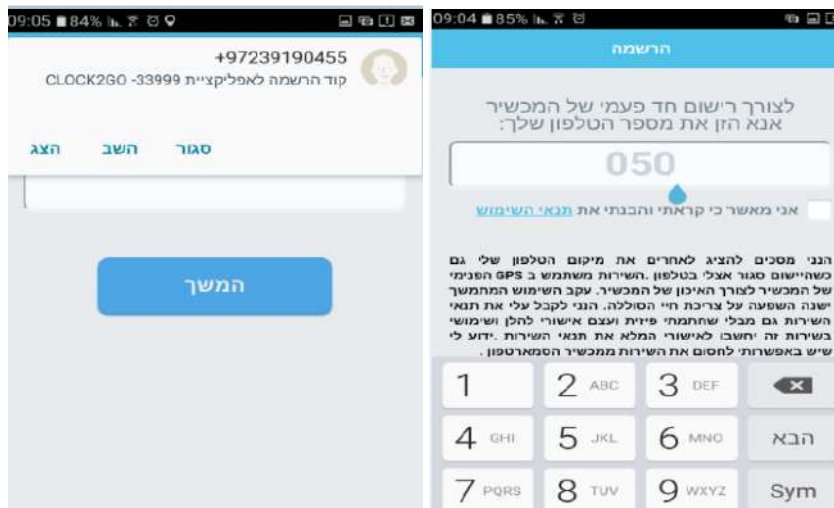 09:05 84%
+97239190455
קוד הרשמה לאפליקציית CLOCK2GO -33999
סגור השב הצג
המשך
09:04 85%
הרשמה
לצורך רישום חד פעמי של המכשיר
אנא הזן את מספר הטלפון שלך:
050
אני מאשר כי קראתי והבנתי את תנאי השימוש
הנני מסכים להציג לאחרים את מיקום הטלפון שלי גם
כשהיישום סגור אצלי בטלפון .השירות משתמש ב GPS הפנימי
של המכשיר לצורך האיכון של המכשיר. עקב השימוש המתמשך
ישנה השפעה על צריכת חיי הסוללה. הנני לקבל עלי את תנאי
השירות גם מבלי שחתמתי פיזית ועצם אישורי להלן ושימושי
בשירות זה יחשבו לאישורי המלא את תנאי השירות .ידוע לי
שיש באפשרותי לחסום את השירות ממכשיר הסמארטפון .
1 2 ABC 3 DEF
4 GHI 5 JKL 6 MNO הבא
7 PQRS 8 TUV 9 WXYZ Sym